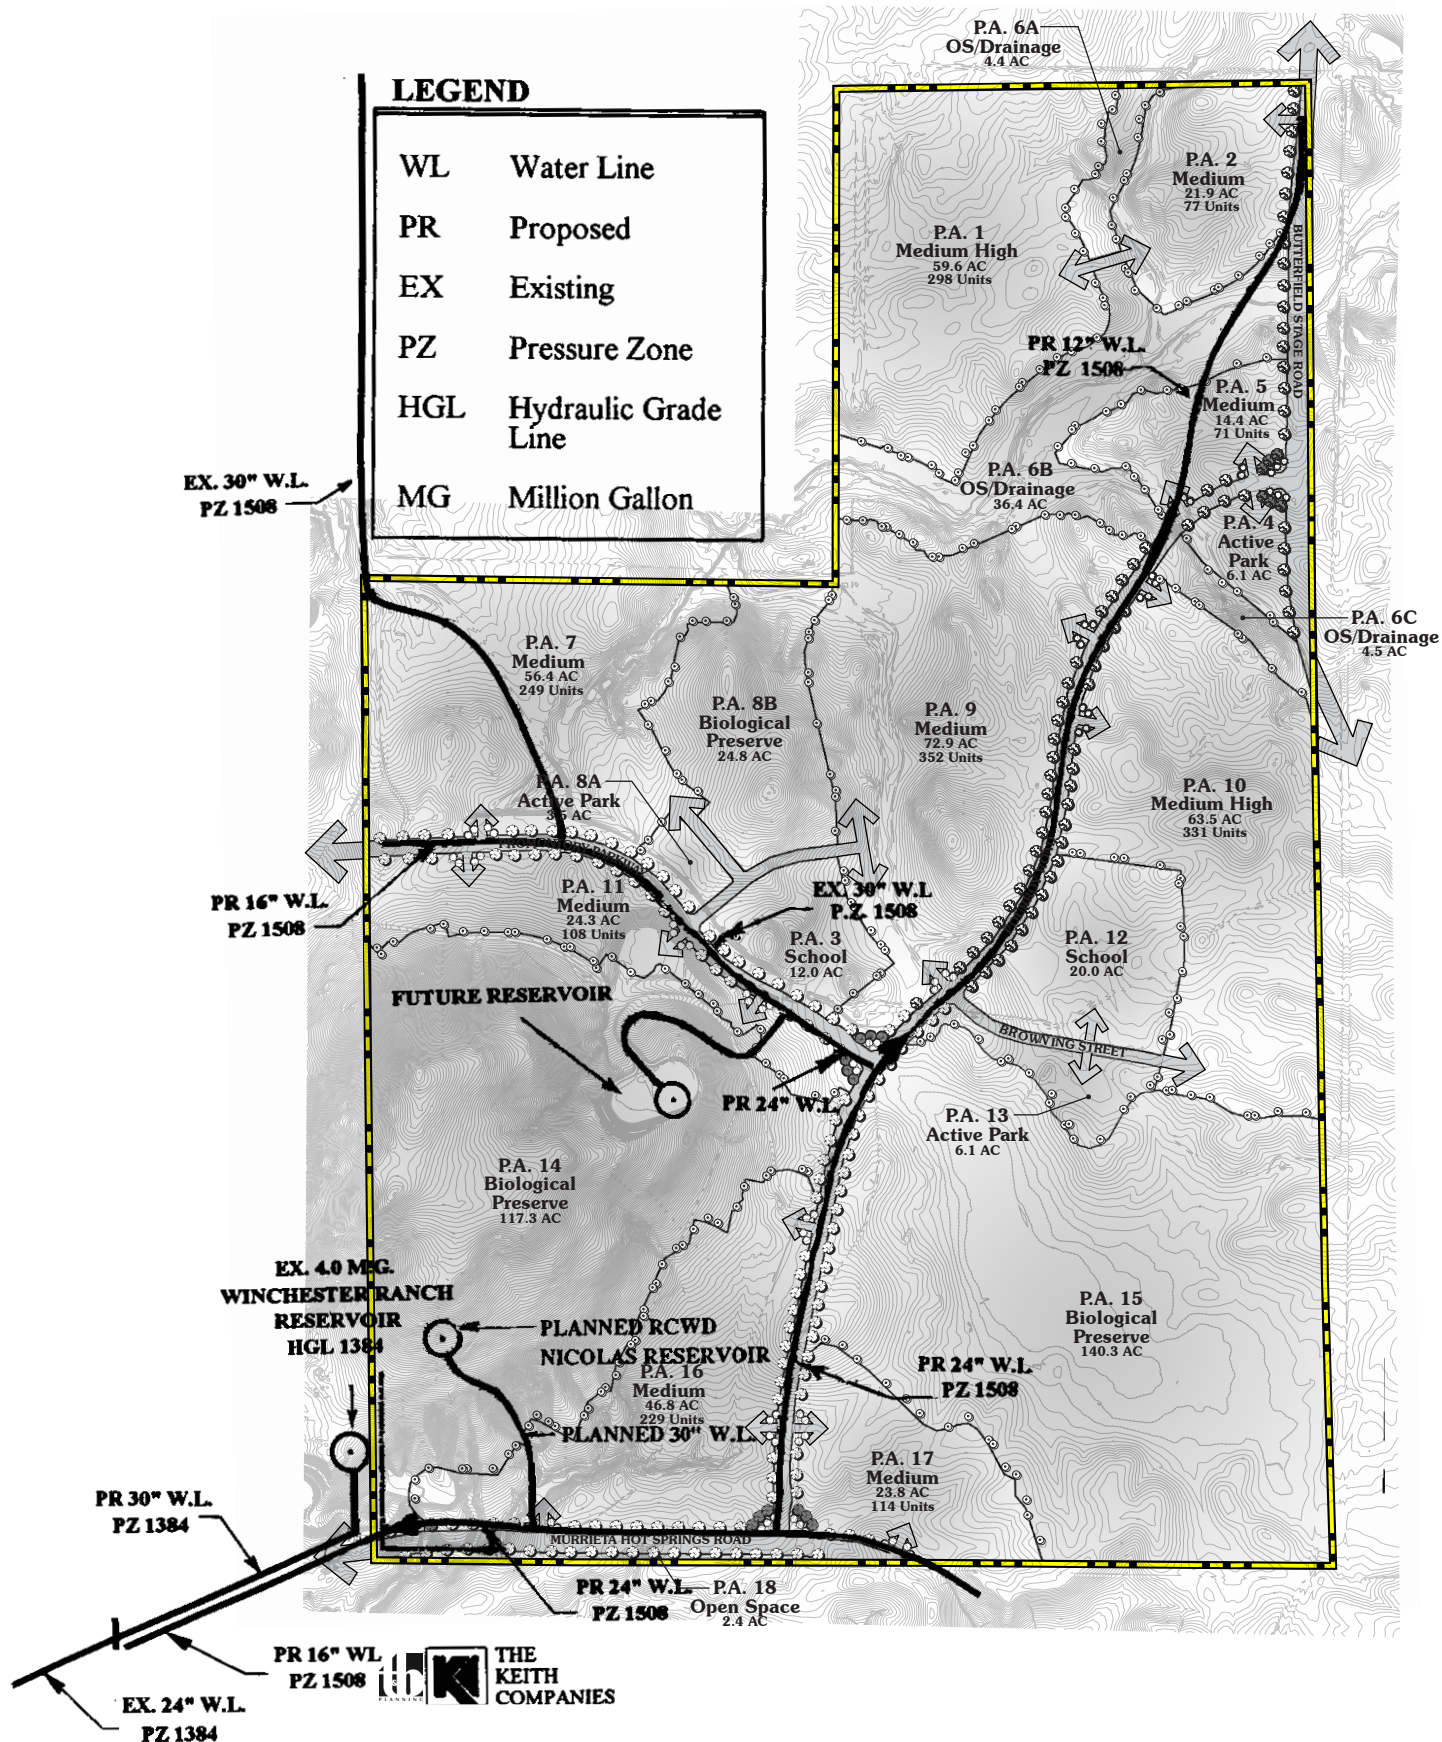 LEGEND
WL Water Line
PR Proposed
EX Existing
PZ Pressure Zone
HGL Hydraulic Grade
Line
MG Million Gallon
P.A. 6A
OS/Drainage
4.4 AC
P.A. 2
Medium
21.9 AC
77 Units
P.A. 1
Medium High
59.6 AC
298 Units
BUTTERFIELD STAGE ROAD
PR 12" W.L.
PZ 1508
P.A. 5
Medium
14.4 AC
71 Units
P.A. 6B
OS/Drainage
36.4 AC
EX. 30" W.L.
PZ 1508
P.A. 4
Active
Park
6.1 AC
P.A. 6C
OS/Drainage
4.5 AC
P.A. 7
Medium
56.4 AC
249 Units
P.A. 8B
Biological
Preserve
24.8 AC
P.A. 9
Medium
72.9 AC
352 Units
P.A. 8A
Active Park
3.5 AC
P.A. 10
Medium High
63.5 AC
331 Units
PR 16" W.L.
PZ 1508
P.A. 11
Medium
24.3 AC
108 Units
EX. 30" W.L
P.Z. 1508
P.A. 3
School
12.0 AC
P.A. 12
School
20.0 AC
FUTURE RESERVOIR
BROWNING STREET
PR 24" W.L.
P.A. 13
Active Park
6.1 AC
P.A. 14
Biological
Preserve
117.3 AC
EX. 4.0 M.G.
WINCHESTER RANCH
RESERVOIR
HGL 1384
PLANNED RCWD
NICOLAS RESERVOIR
P.A. 15
Biological
Preserve
140.3 AC
P.A. 16
Medium
46.8 AC
229 Units
PR 24" W.L.
PZ 1508
PLANNED 30" W.L.
P.A. 17
Medium
23.8 AC
114 Units
PR 30" W.L.
PZ 1384
MURRIETA HOT SPRINGS ROAD
PR 24" W.L.
PZ 1508
P.A. 18
Open Space
2.4 AC
PR 16" WL
PZ 1508
EX. 24" W.L.
PZ 1384
tb
PLANNING
K
THE
KEITH
COMPANIES